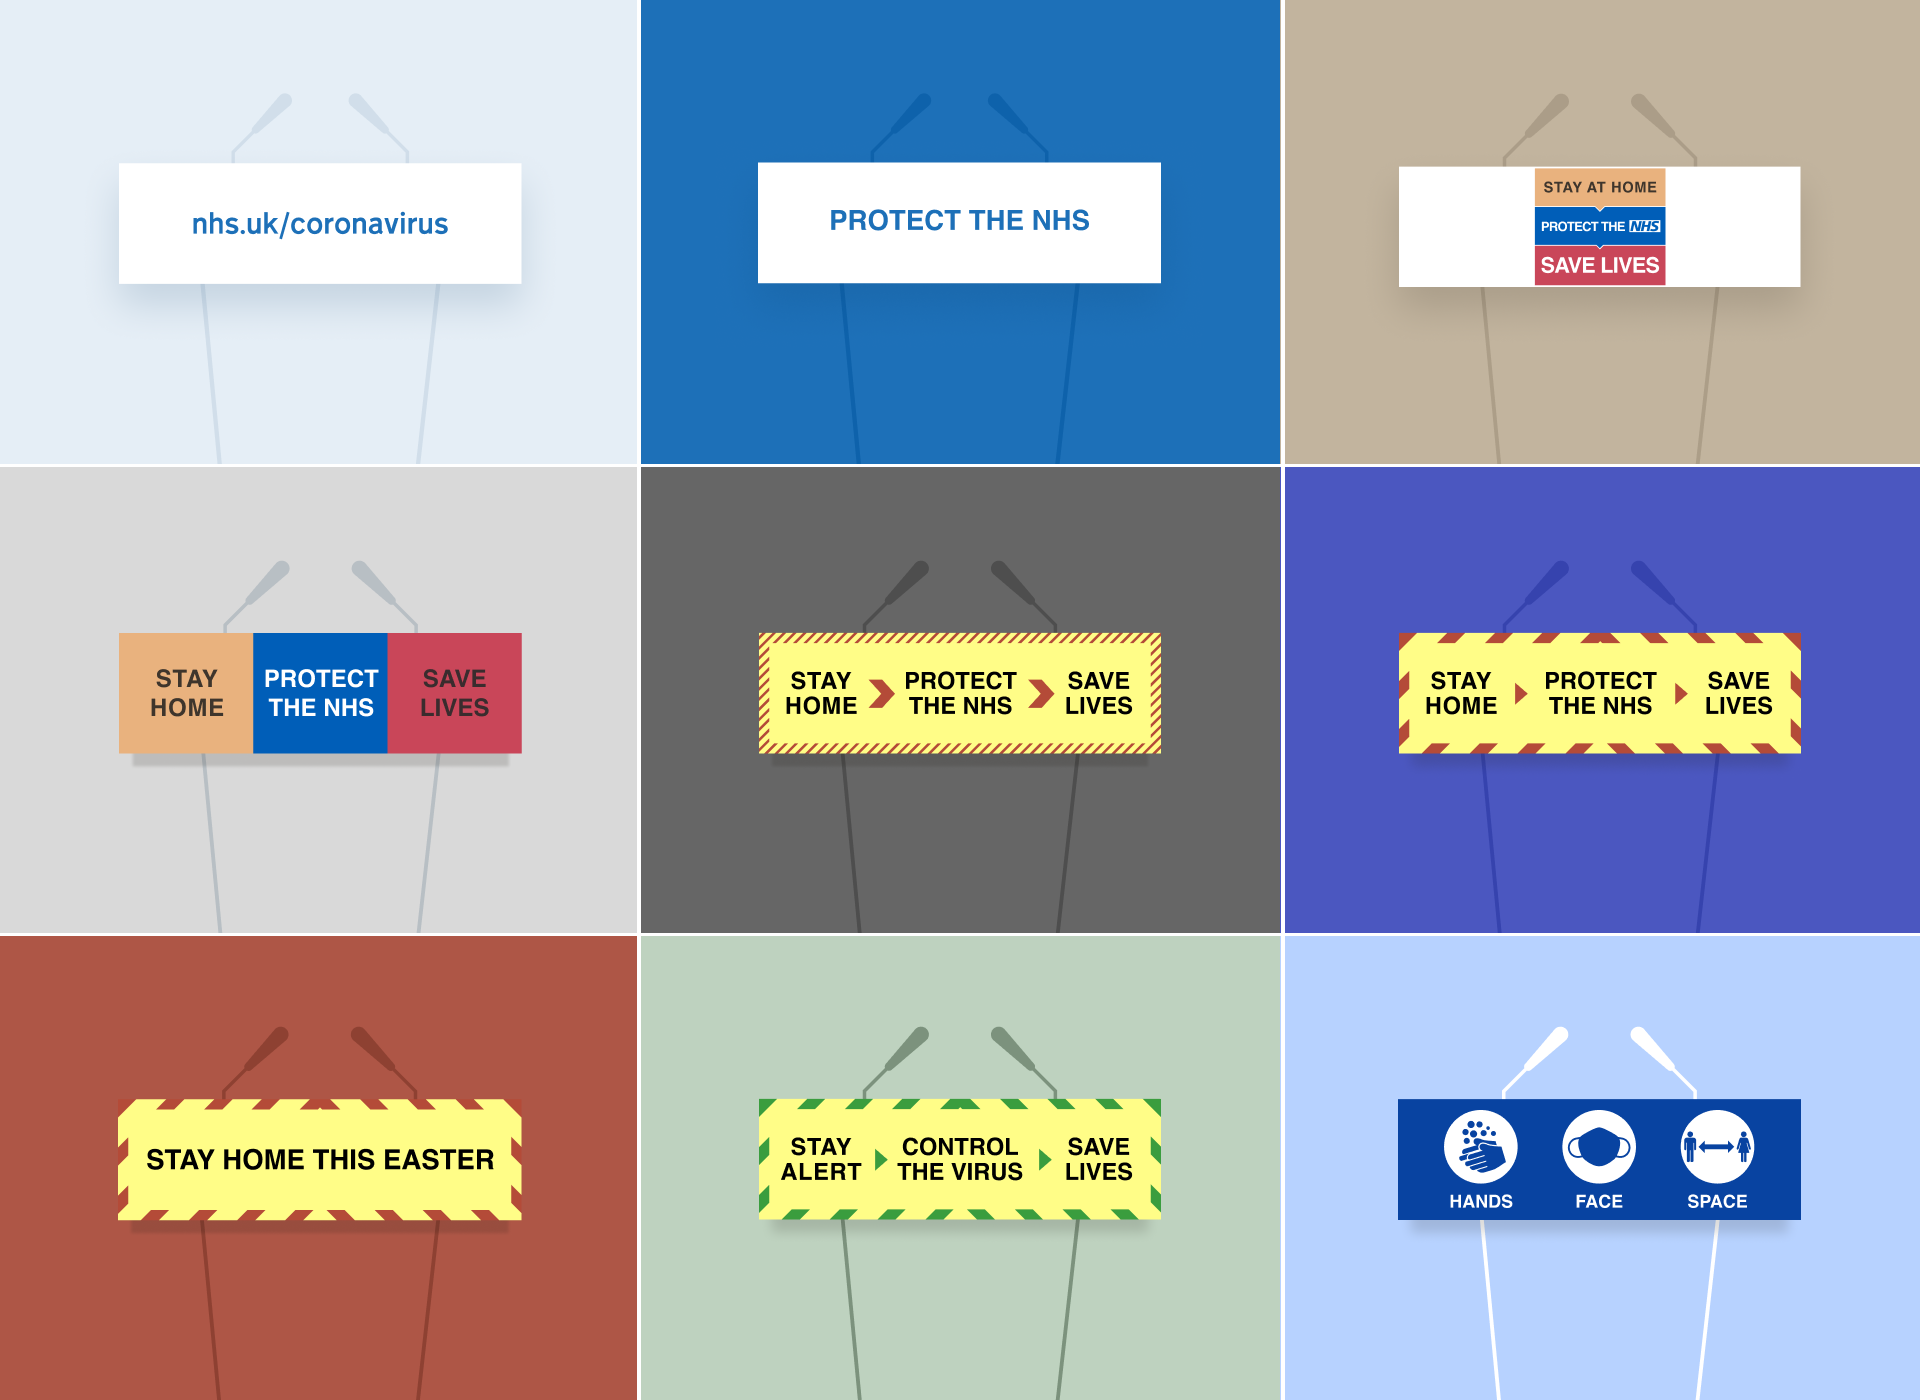 nhs.uk/coronavirus
PROTECT THE NHS
STAY AT HOME
PROTECT THE NHS
SAVE LIVES
STAY
HOME
PROTECT
THE NHS
SAVE
LIVES
STAY
HOME
PROTECT
THE NHS
SAVE
LIVES
STAY
HOME
PROTECT
THE NHS
SAVE
LIVES
STAY HOME THIS EASTER
STAY
ALERT
CONTROL
THE VIRUS
SAVE
LIVES
HANDS
FACE
SPACE